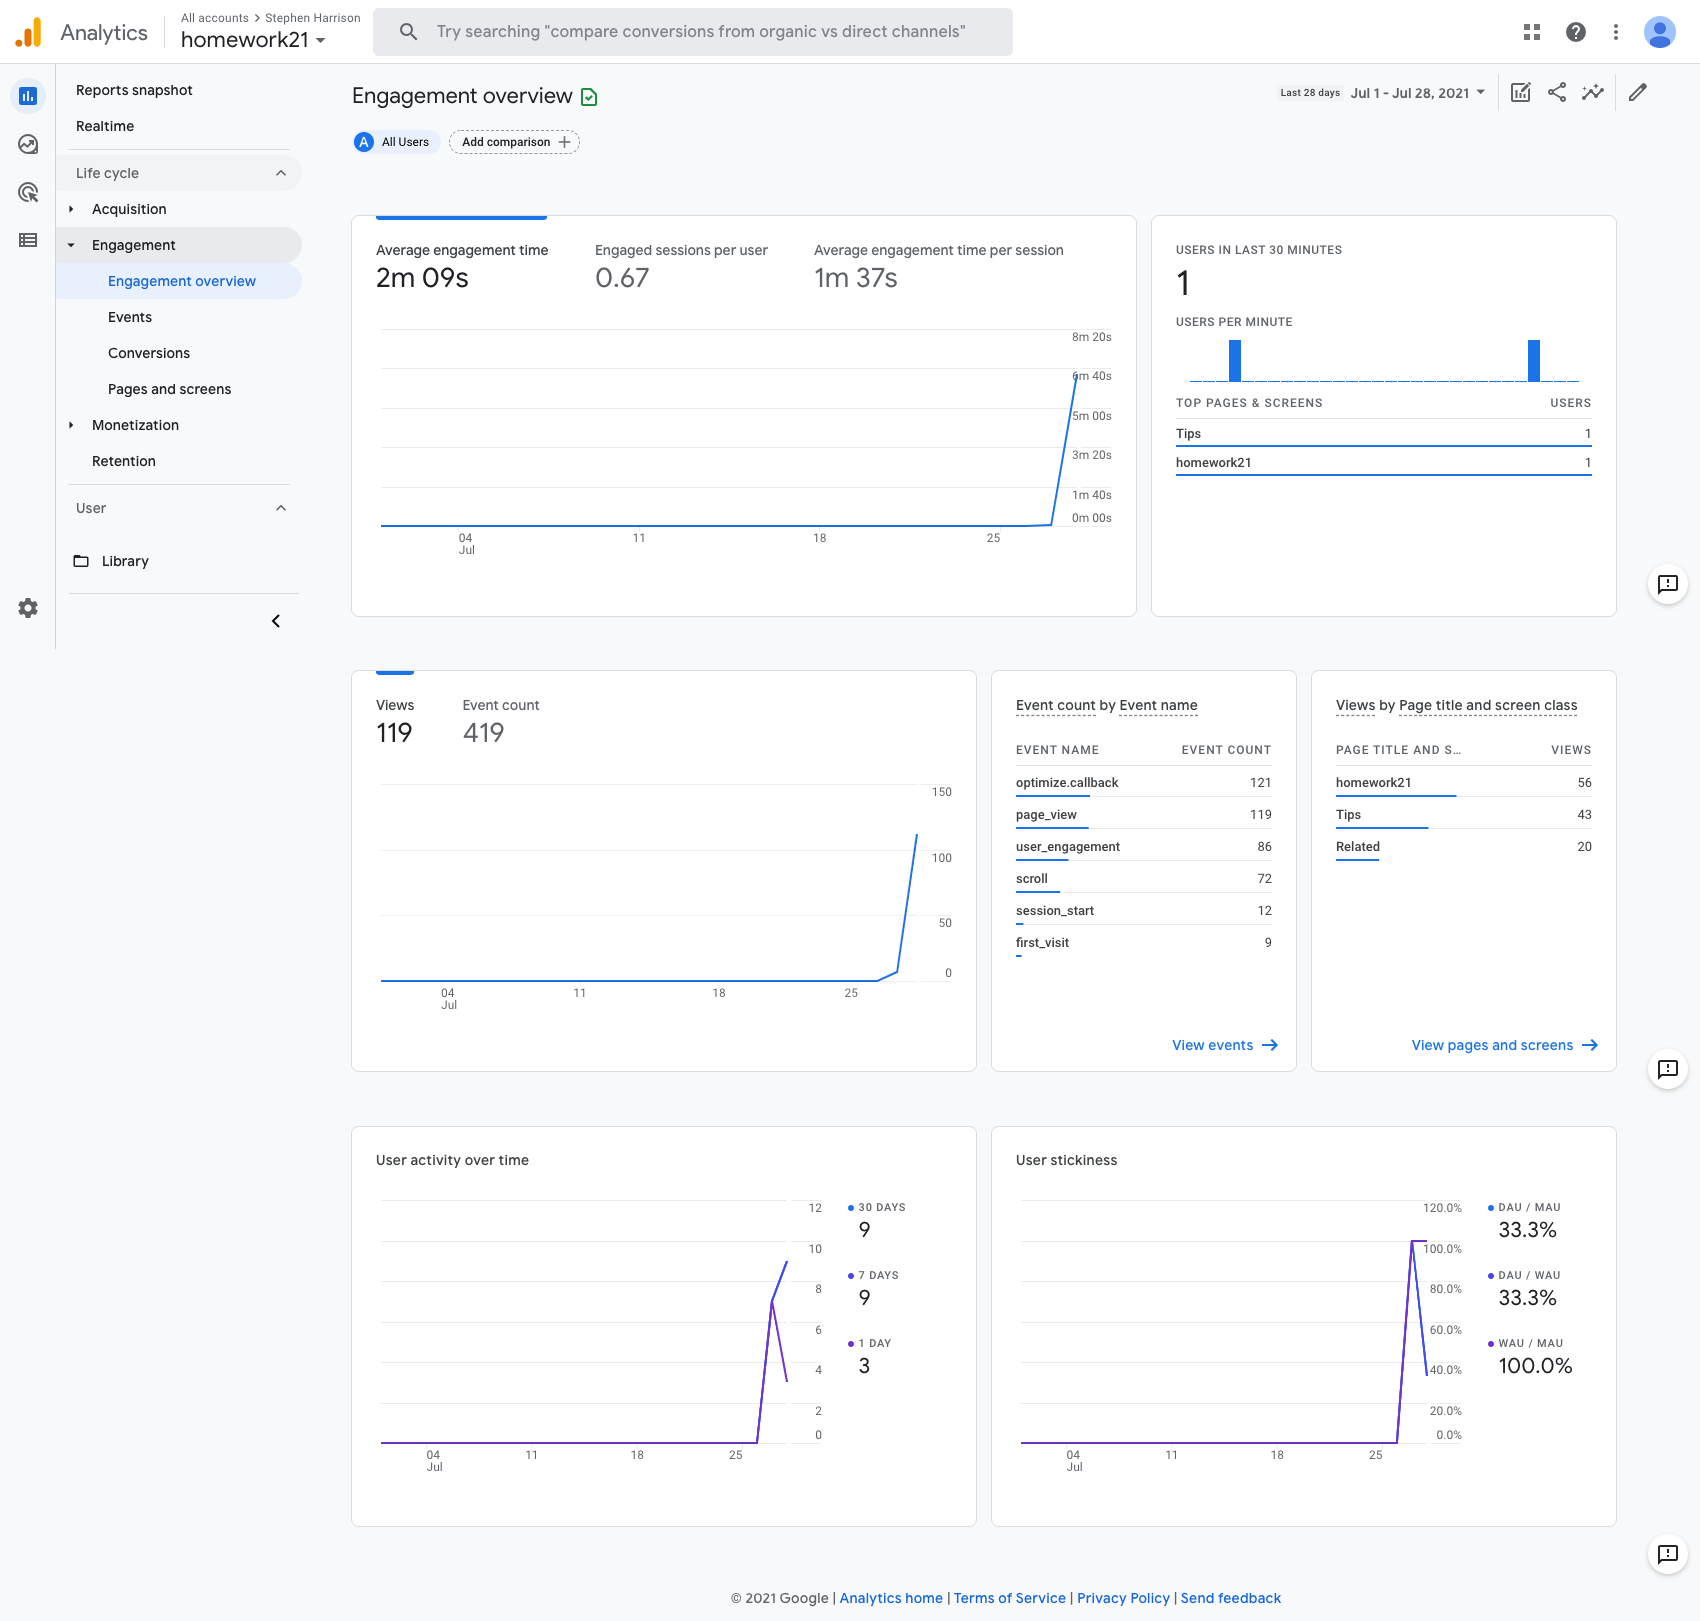 Analytics
All accounts > Stephen Harrison
homework21
Try searching "compare conversions from organic vs direct channels"
Reports snapshot
Realtime
Life cycle
Acquisition
Engagement
Engagement overview
Events
Conversions
Pages and screens
Monetization
Retention
User
Library
Engagement overview
Last 28 days Jul 1 - Jul 28, 2021
A All Users
Add comparison +
Average engagement time
2m 09s
Engaged sessions per user
0.67
Average engagement time per session
1m 37s
8m 20s
6m 40s
5m 00s
3m 20s
1m 40s
0m 00s
04 11 18 25
Jul
USERS IN LAST 30 MINUTES
1
USERS PER MINUTE
TOP PAGES & SCREENS USERS
Tips 1
homework21 1
Views
119
Event count
419
150
100
50
0
04 11 18 25
Jul
Event count by Event name
EVENT NAME EVENT COUNT
optimize.callback 121
page_view 119
user_engagement 86
scroll 72
session_start 12
first_visit 9
View events
Views by Page title and screen class
PAGE TITLE AND S... VIEWS
homework21 56
Tips 43
Related 20
View pages and screens
User activity over time
12
10
8
6
4
2
0
04 11 18 25
Jul
30 DAYS
9
7 DAYS
9
1 DAY
3
User stickiness
120.0%
100.0%
80.0%
60.0%
40.0%
20.0%
0.0%
04 11 18 25
Jul
DAU / MAU
33.3%
DAU / WAU
33.3%
WAU / MAU
100.0%
© 2021 Google | Analytics home | Terms of Service | Privacy Policy | Send feedback